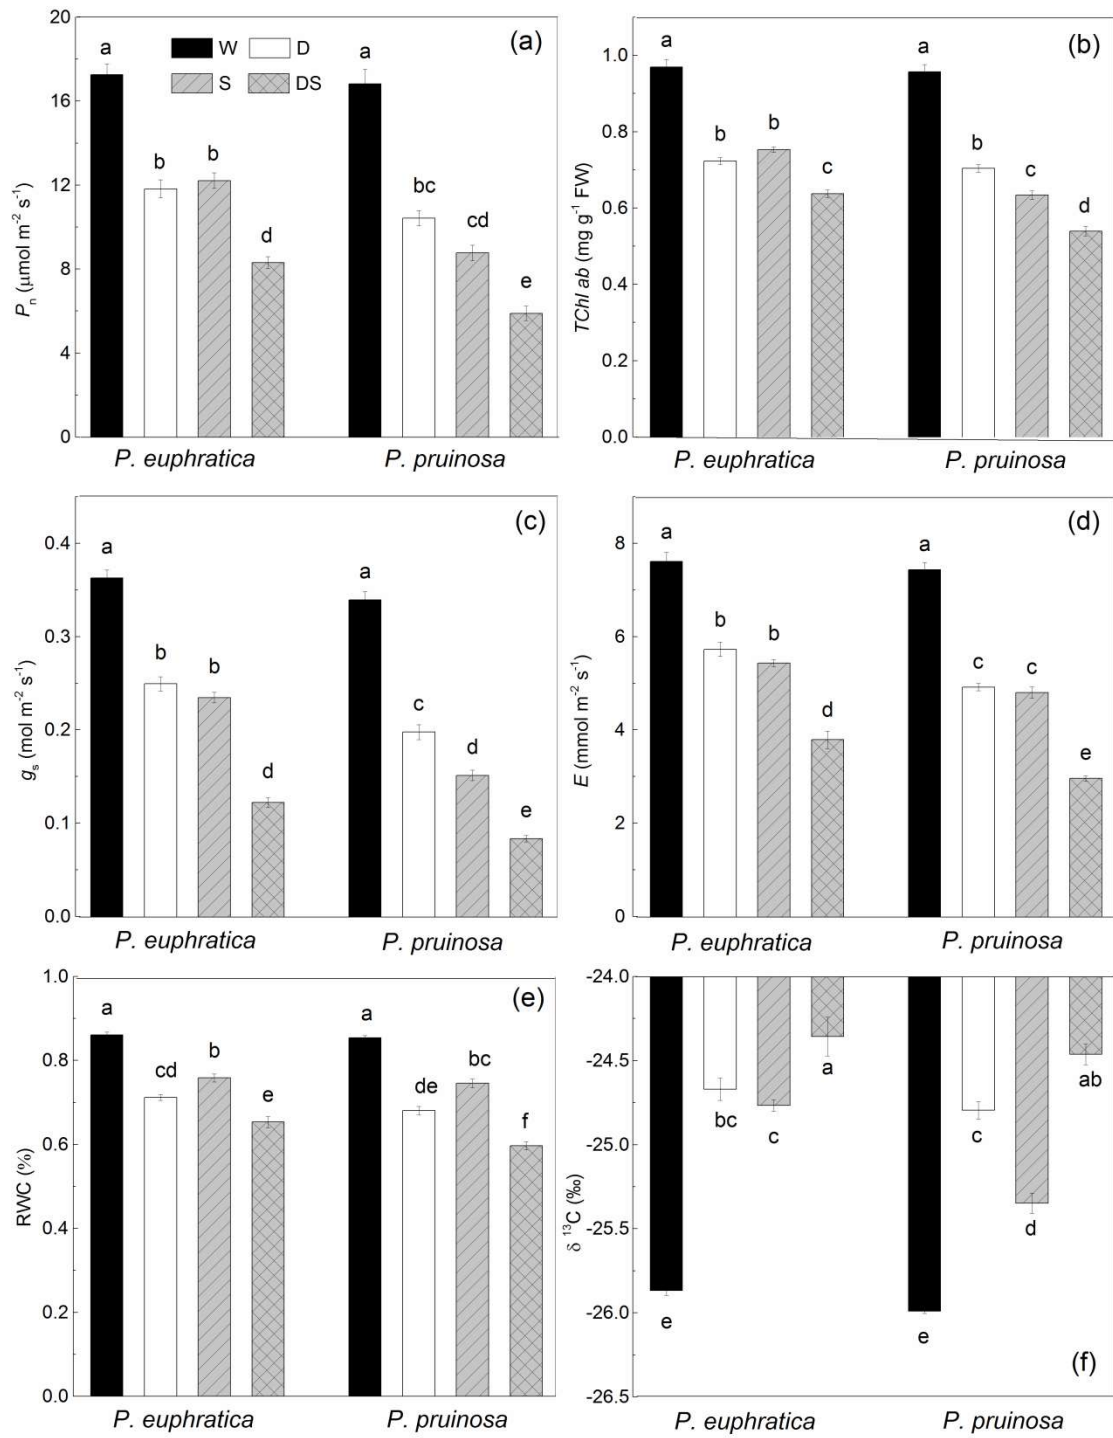 20
16
12
8
4
0
Pn (μmol m-2 s-1)
(a)
W
D
S
DS
a
b
b
d
a
bc
cd
e
P. euphratica
P. pruinosa
1.0
0.8
0.6
0.4
0.2
0.0
TChl ab (mg g-1 FW)
(b)
a
b
b
c
a
b
c
d
P. euphratica
P. pruinosa
0.4
0.3
0.2
0.1
0.0
gs (mol m-2 s-1)
(c)
a
b
b
d
a
c
d
e
P. euphratica
P. pruinosa
8
6
4
2
0
E (mmol m-2 s-1)
(d)
a
b
b
d
a
c
c
e
P. euphratica
P. pruinosa
1.0
0.8
0.6
0.4
0.2
0.0
RWC (%)
(e)
a
cd
b
e
a
de
bc
f
P. euphratica
P. pruinosa
-24.0
-24.5
-25.0
-25.5
-26.0
-26.5
δ 13C (‰)
e
bc
c
a
e
c
d
ab
(f)
P. euphratica
P. pruinosa